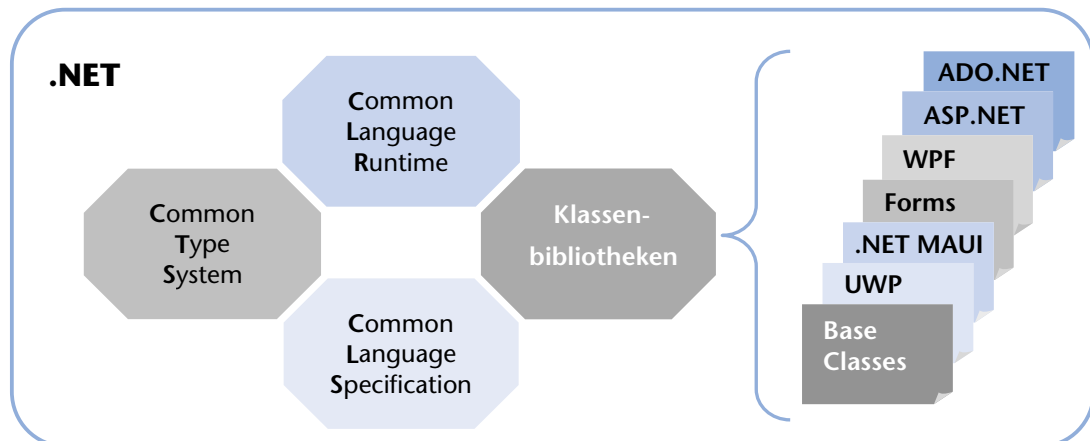 .NET
Common
Language
Runtime
Common
Type
System
Klassen-
bibliotheken
Common
Language
Specification
ADO.NET
ASP.NET
WPF
Forms
.NET MAUI
UWP
Base
Classes